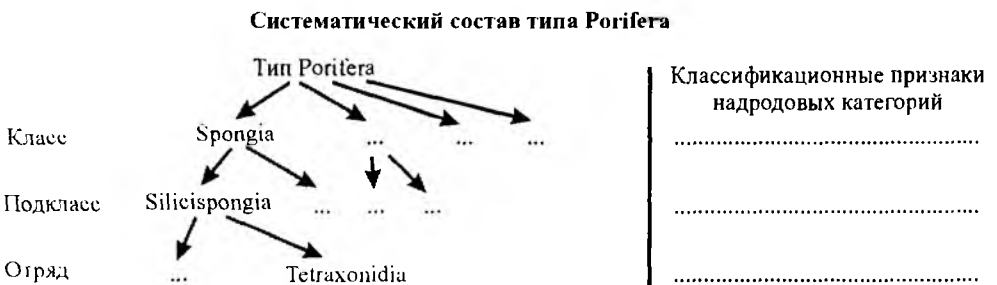 Систематический состав типа Porifera
Тип Porifera
Классификационные признаки
надродовых категорий
Класс Spongia ... ... ... ................................................
Подкласс Silicispongia ... ... ... ................................................
Отряд ... Tetraxonidia ................................................